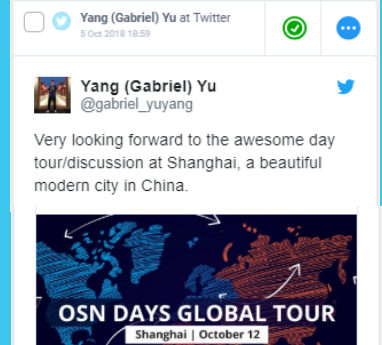 Yang (Gabriel) Yu at Twitter
5 Oct 2018 18:59
Yang (Gabriel) Yu
@gabriel_yuyang
Very looking forward to the awesome day
tour/discussion at Shanghai, a beautiful
modern city in China.
OSN DAYS GLOBAL TOUR
Shanghai | October 12